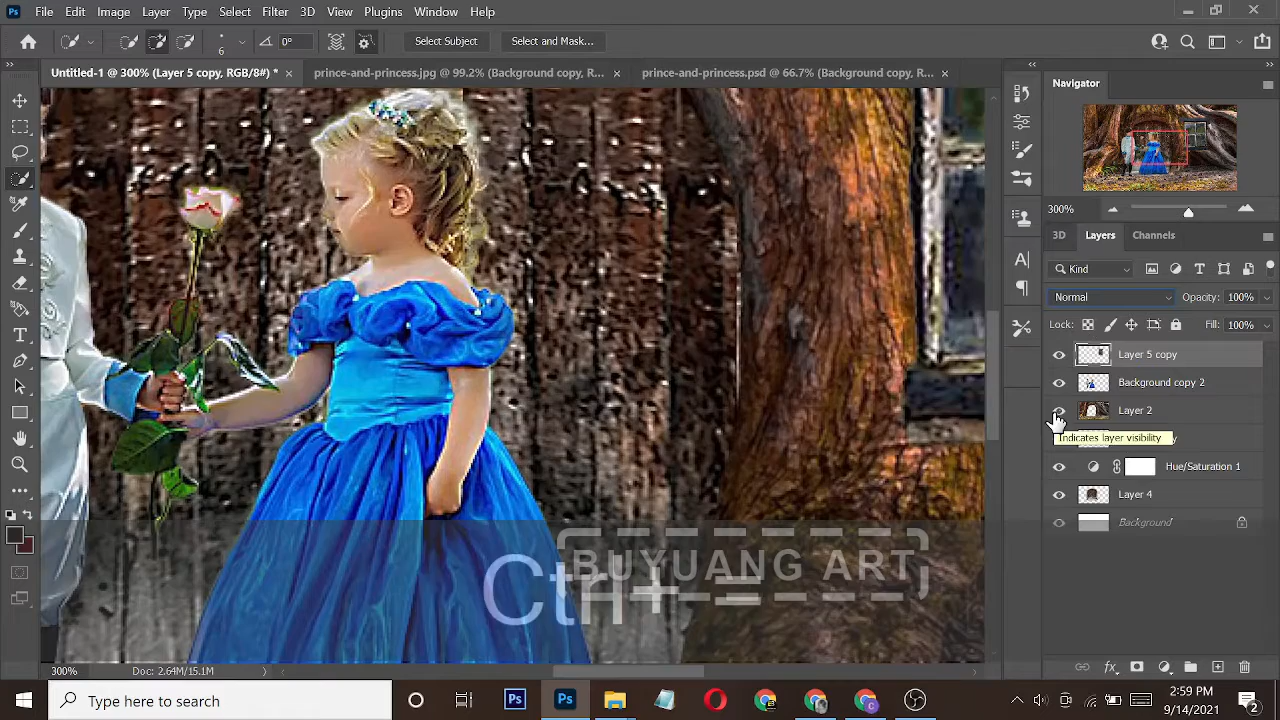 Ps File Edit Image Layer Type Select Filter 3D View Plugins Window Help
6 0° Select Subject Select and Mask...
Untitled-1 @ 300% (Layer 5 copy, RGB/8#) * × prince-and-princess.jpg @ 99.2% (Background copy, R... × prince-and-princess.psd @ 66.7% (Background copy, R... ×
Navigator
300%
3D Layers Channels
Kind
Normal Opacity: 100%
Lock: Fill: 100%
Layer 5 copy
Background copy 2
Layer 2
Indicates layer visibility
Hue/Saturation 1
Layer 4
Background
BUYUANG ART
Ctrl+ =
300% Doc: 2.64M/15.1M
Type here to search
2:59 PM
9/14/2021
2